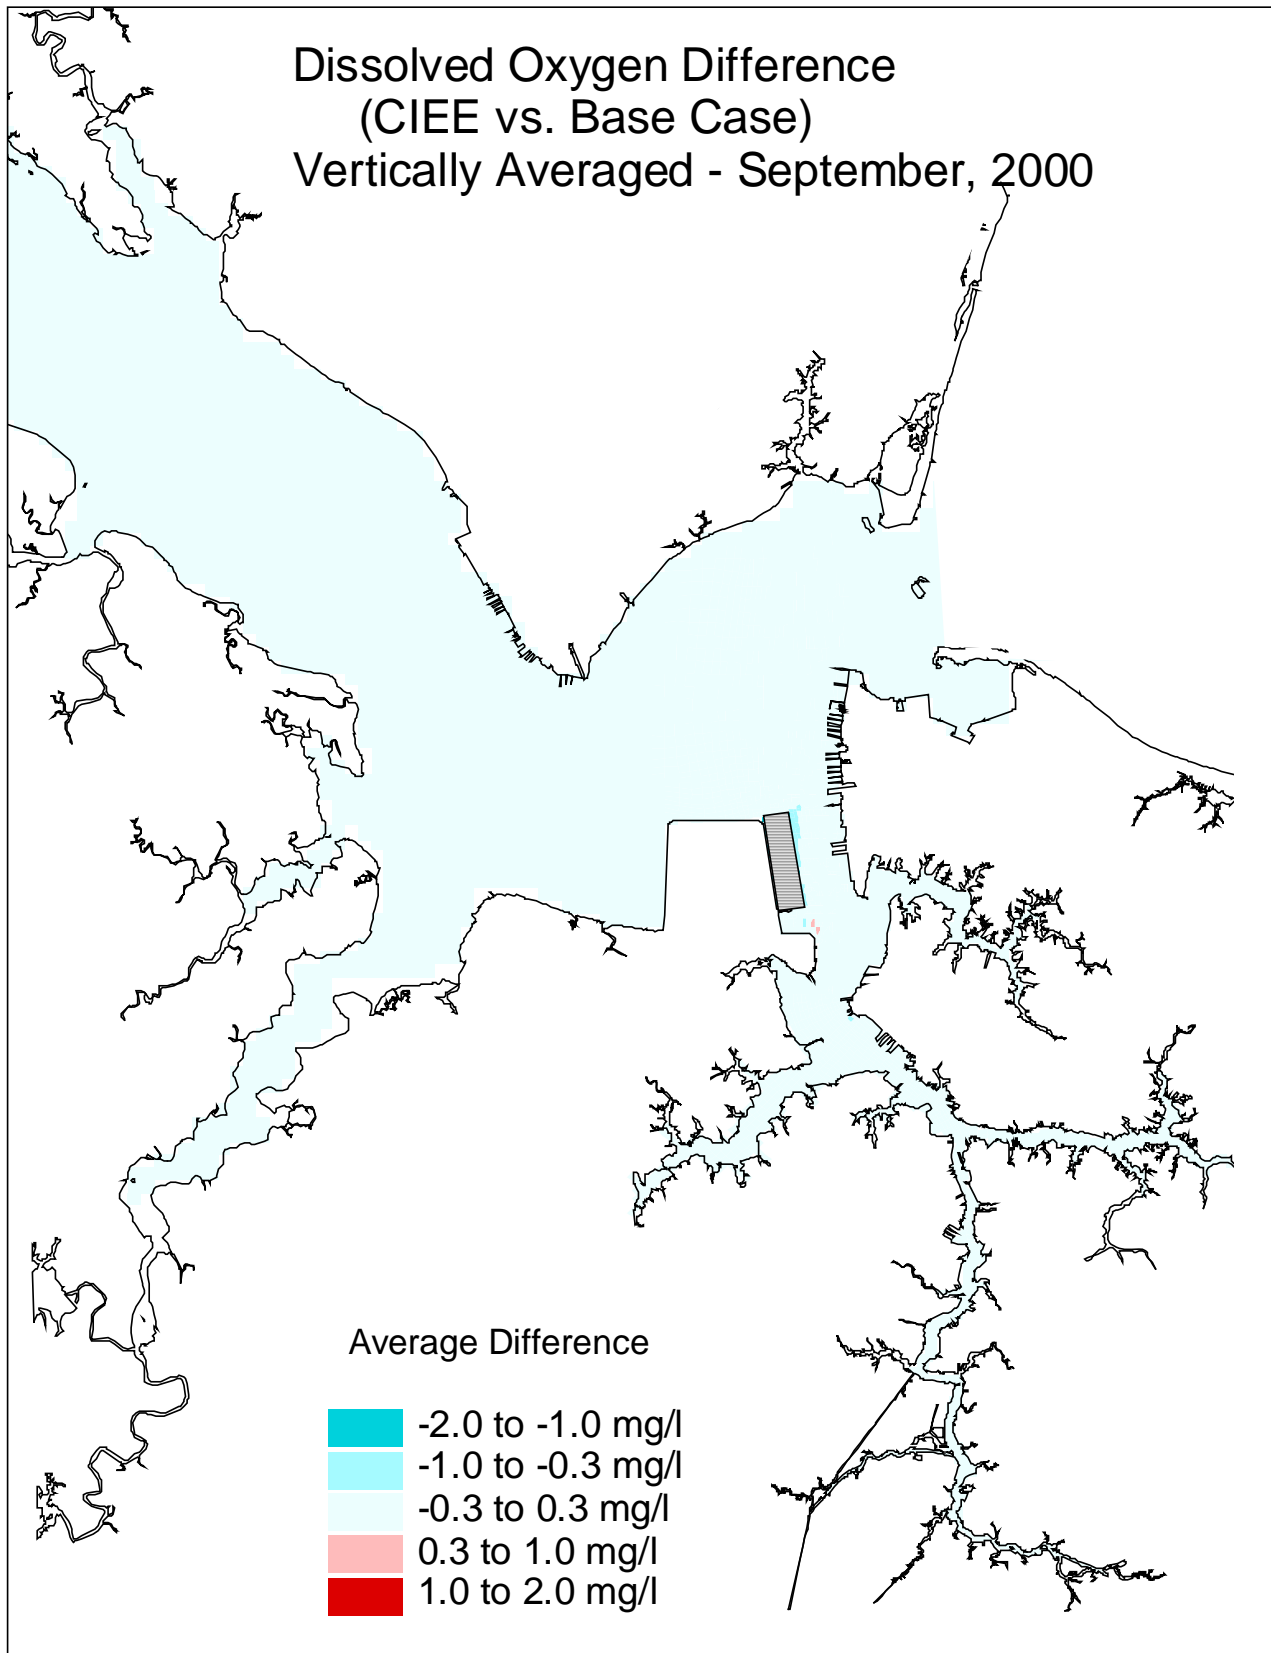 Dissolved Oxygen Difference
(CIEE vs. Base Case)
Vertically Averaged - September, 2000
Average Difference
-2.0 to -1.0 mg/l
-1.0 to -0.3 mg/l
-0.3 to 0.3 mg/l
0.3 to 1.0 mg/l
1.0 to 2.0 mg/l